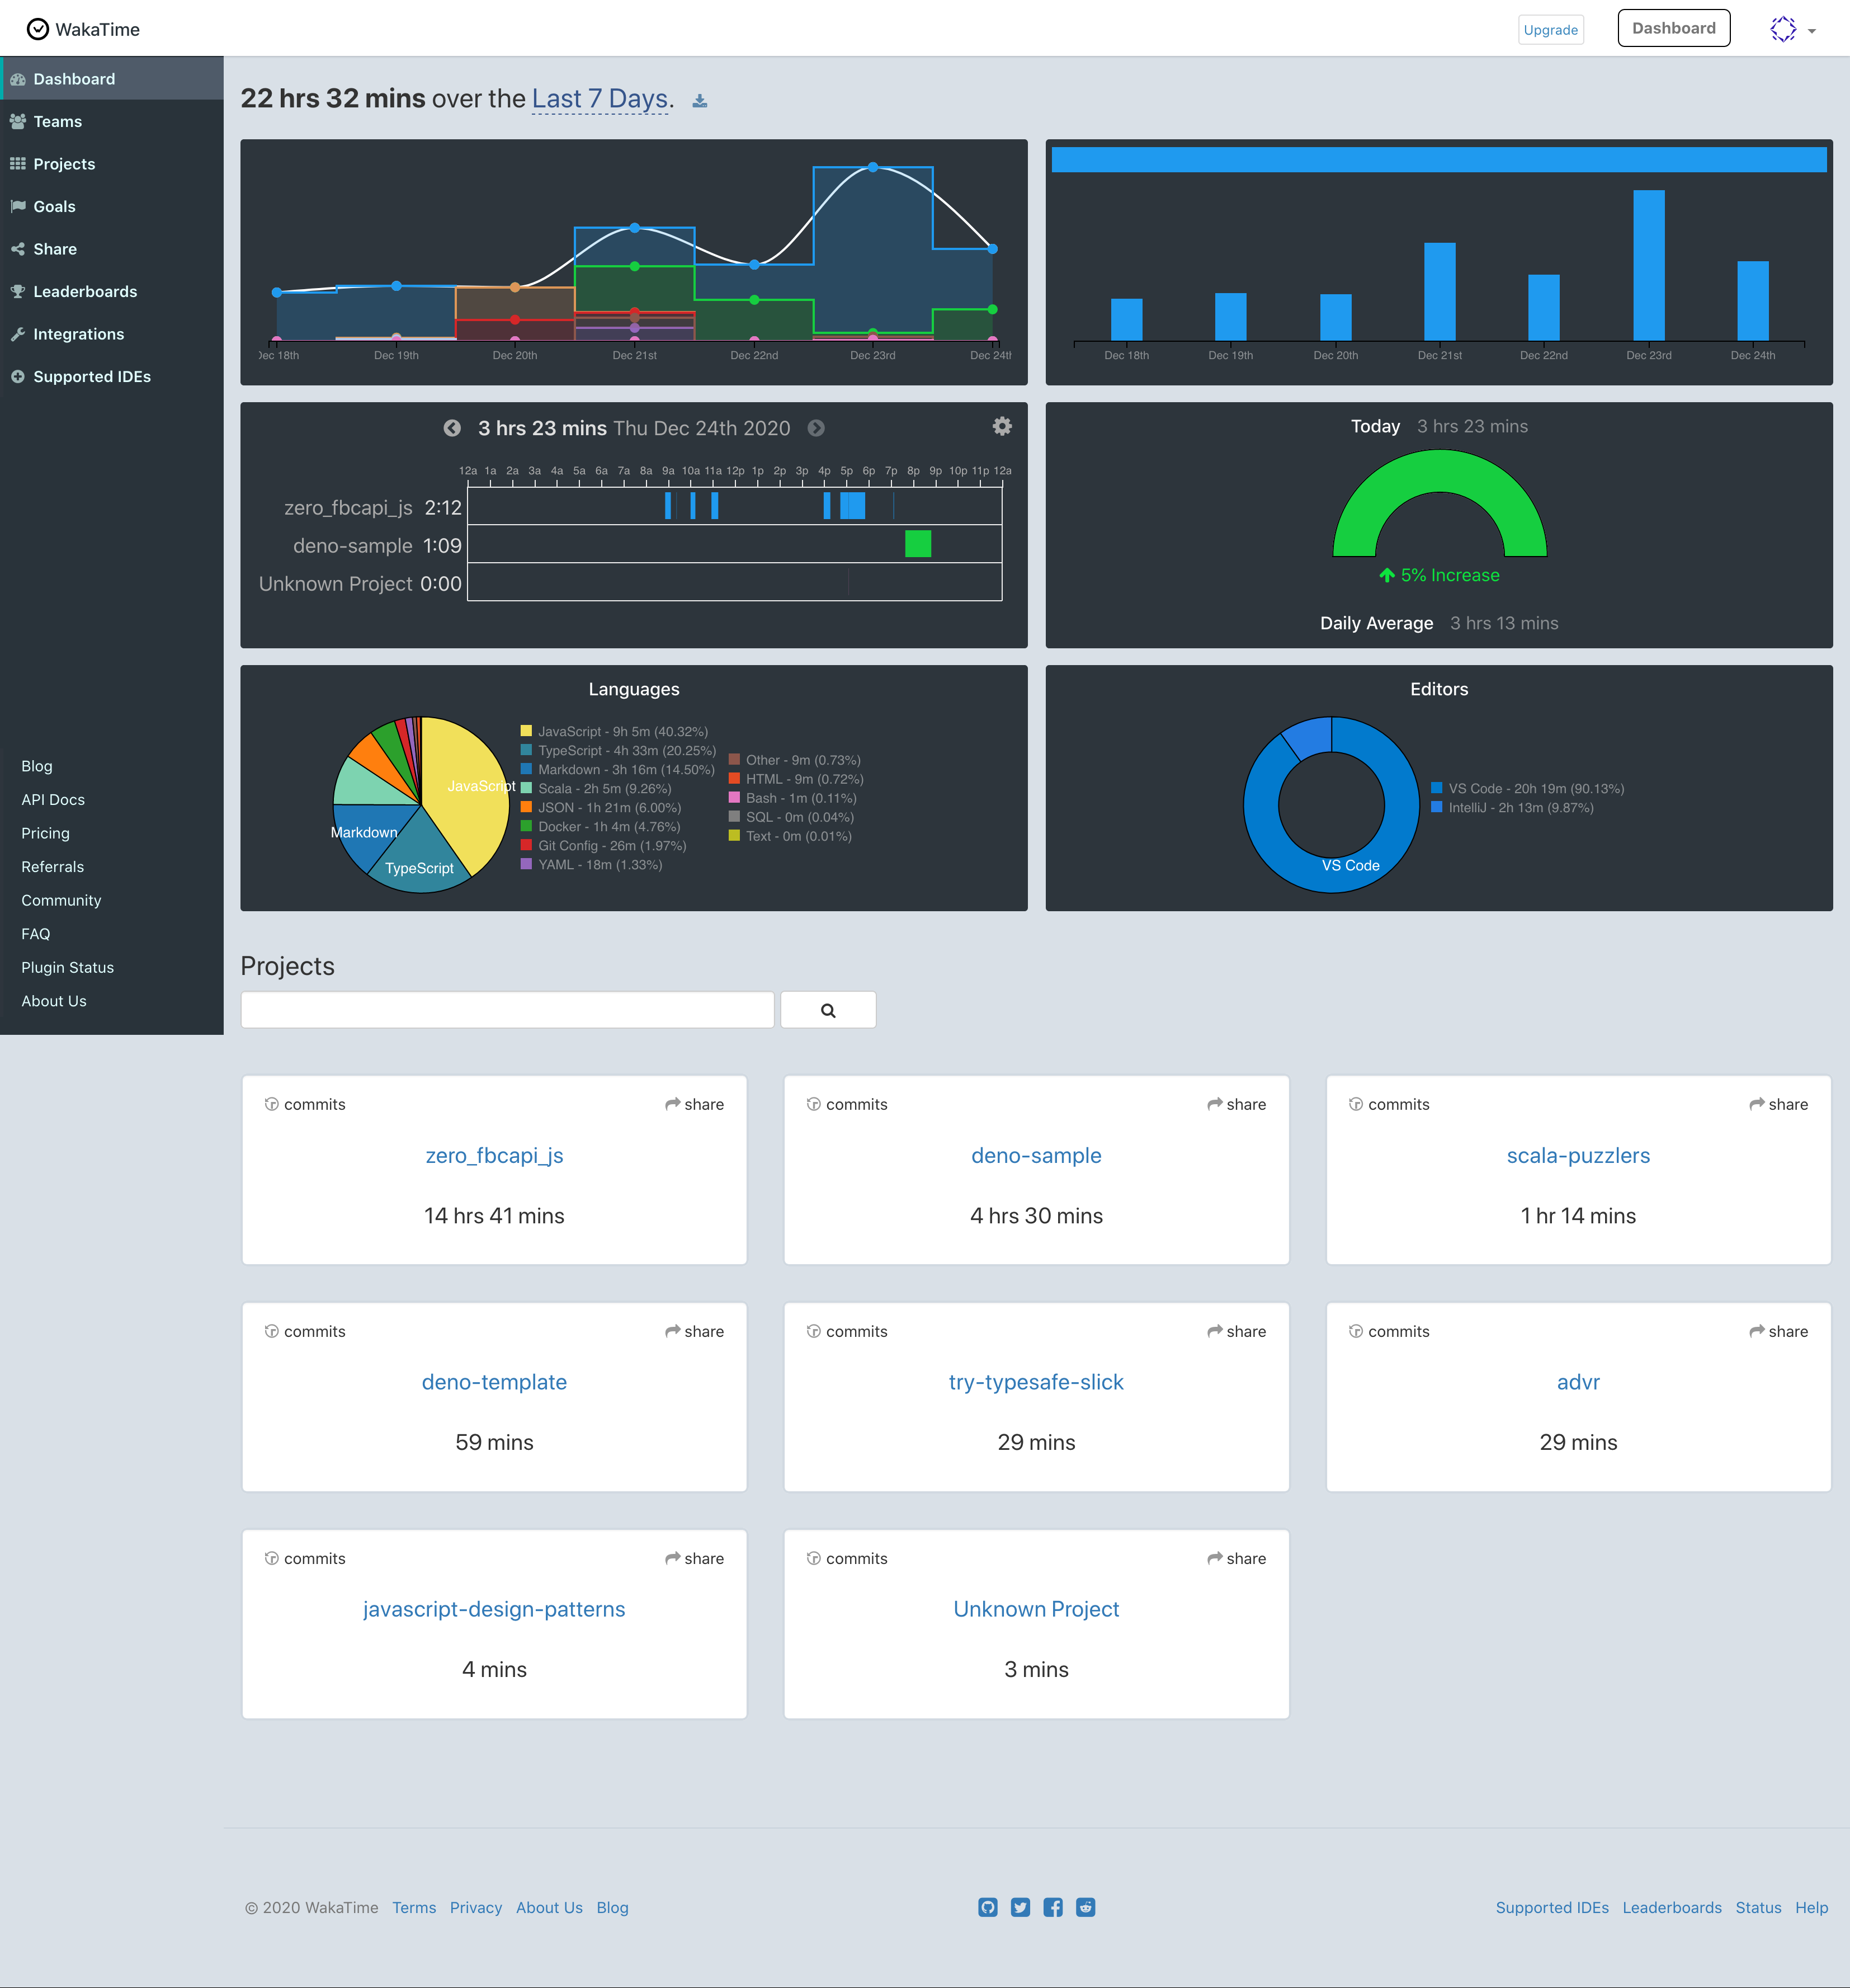 WakaTime
Upgrade
Dashboard
Dashboard
Teams
Projects
Goals
Share
Leaderboards
Integrations
Supported IDEs
Blog
API Docs
Pricing
Referrals
Community
FAQ
Plugin Status
About Us
22 hrs 32 mins over the Last 7 Days.
Dec 18th Dec 19th Dec 20th Dec 21st Dec 22nd Dec 23rd Dec 24th
Dec 18th Dec 19th Dec 20th Dec 21st Dec 22nd Dec 23rd Dec 24th
3 hrs 23 mins Thu Dec 24th 2020
12a 1a 2a 3a 4a 5a 6a 7a 8a 9a 10a 11a 12p 1p 2p 3p 4p 5p 6p 7p 8p 9p 10p 11p 12a
zero_fbcapi_js 2:12
deno-sample 1:09
Unknown Project 0:00
Today 3 hrs 23 mins
5% Increase
Daily Average 3 hrs 13 mins
Languages
JavaScript
Markdown
TypeScript
JavaScript - 9h 5m (40.32%)
TypeScript - 4h 33m (20.25%)
Markdown - 3h 16m (14.50%)
Scala - 2h 5m (9.26%)
JSON - 1h 21m (6.00%)
Docker - 1h 4m (4.76%)
Git Config - 26m (1.97%)
YAML - 18m (1.33%)
Other - 9m (0.73%)
HTML - 9m (0.72%)
Bash - 1m (0.11%)
SQL - 0m (0.04%)
Text - 0m (0.01%)
Editors
VS Code
VS Code - 20h 19m (90.13%)
IntelliJ - 2h 13m (9.87%)
Projects
commits share
zero_fbcapi_js
14 hrs 41 mins
commits share
deno-sample
4 hrs 30 mins
commits share
scala-puzzlers
1 hr 14 mins
commits share
deno-template
59 mins
commits share
try-typesafe-slick
29 mins
commits share
advr
29 mins
commits share
javascript-design-patterns
4 mins
commits share
Unknown Project
3 mins
© 2020 WakaTime Terms Privacy About Us Blog
Supported IDEs Leaderboards Status Help